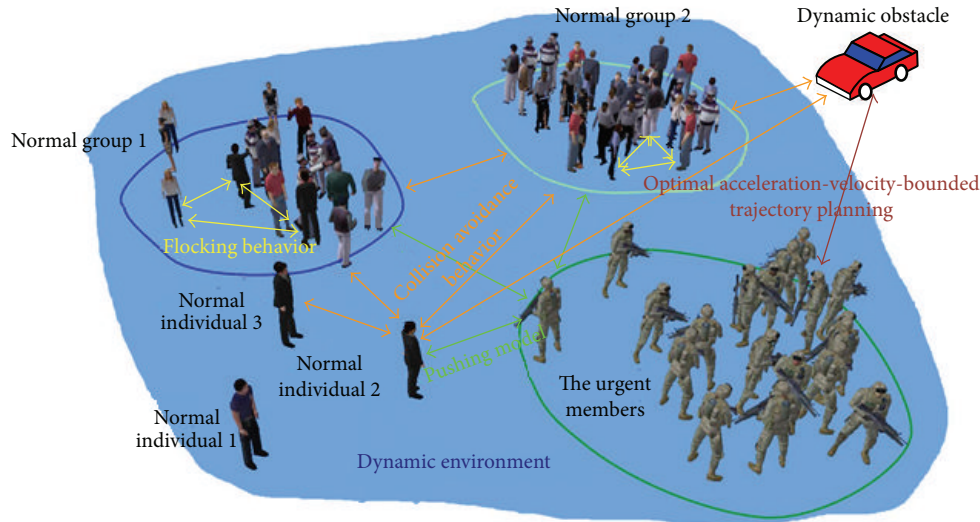 Normal group 2
Dynamic obstacle
Normal group 1
Optimal acceleration-velocity-bounded
trajectory planning
Flocking behavior
Collision avoidance
behavior
Normal
individual 3
Normal
individual 2
Pushing model
The urgent
members
Normal
individual 1
Dynamic environment